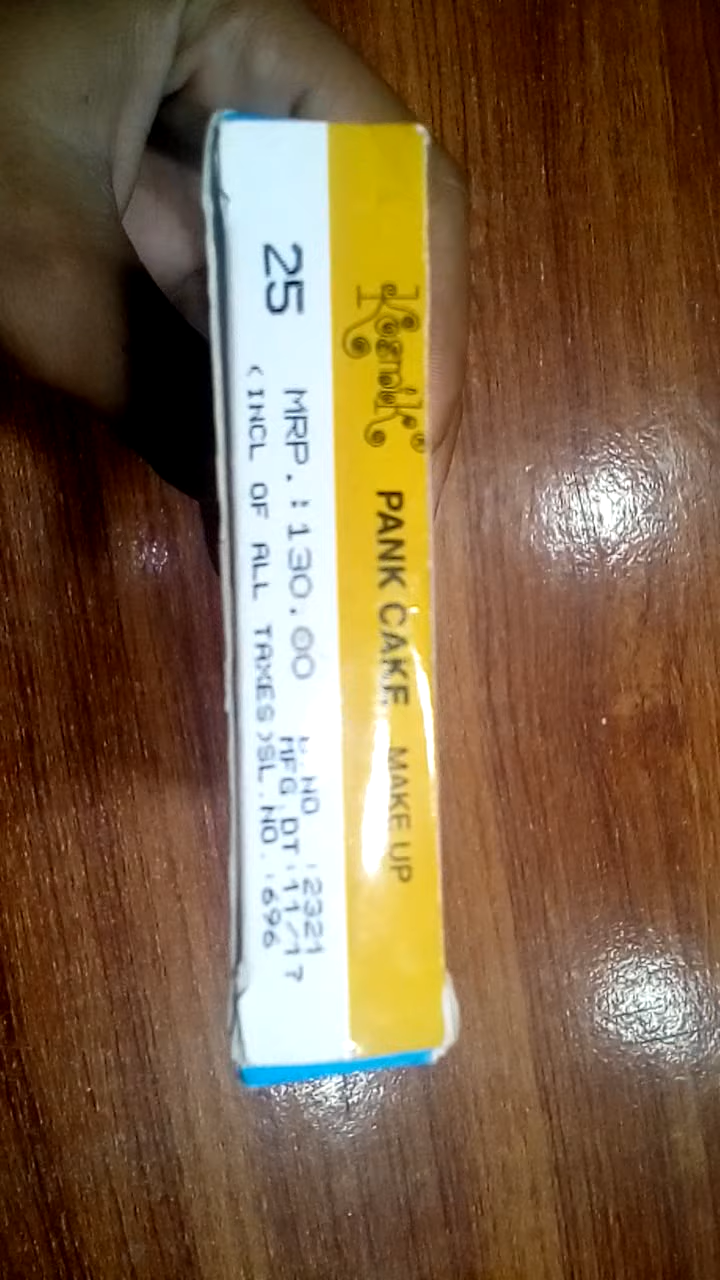 PANK CAKE MAKE UP
25 MRP.:130.00
(INCL OF ALL TAXES)SL.NO.:696
NO :2321
MFG.DT:11/17